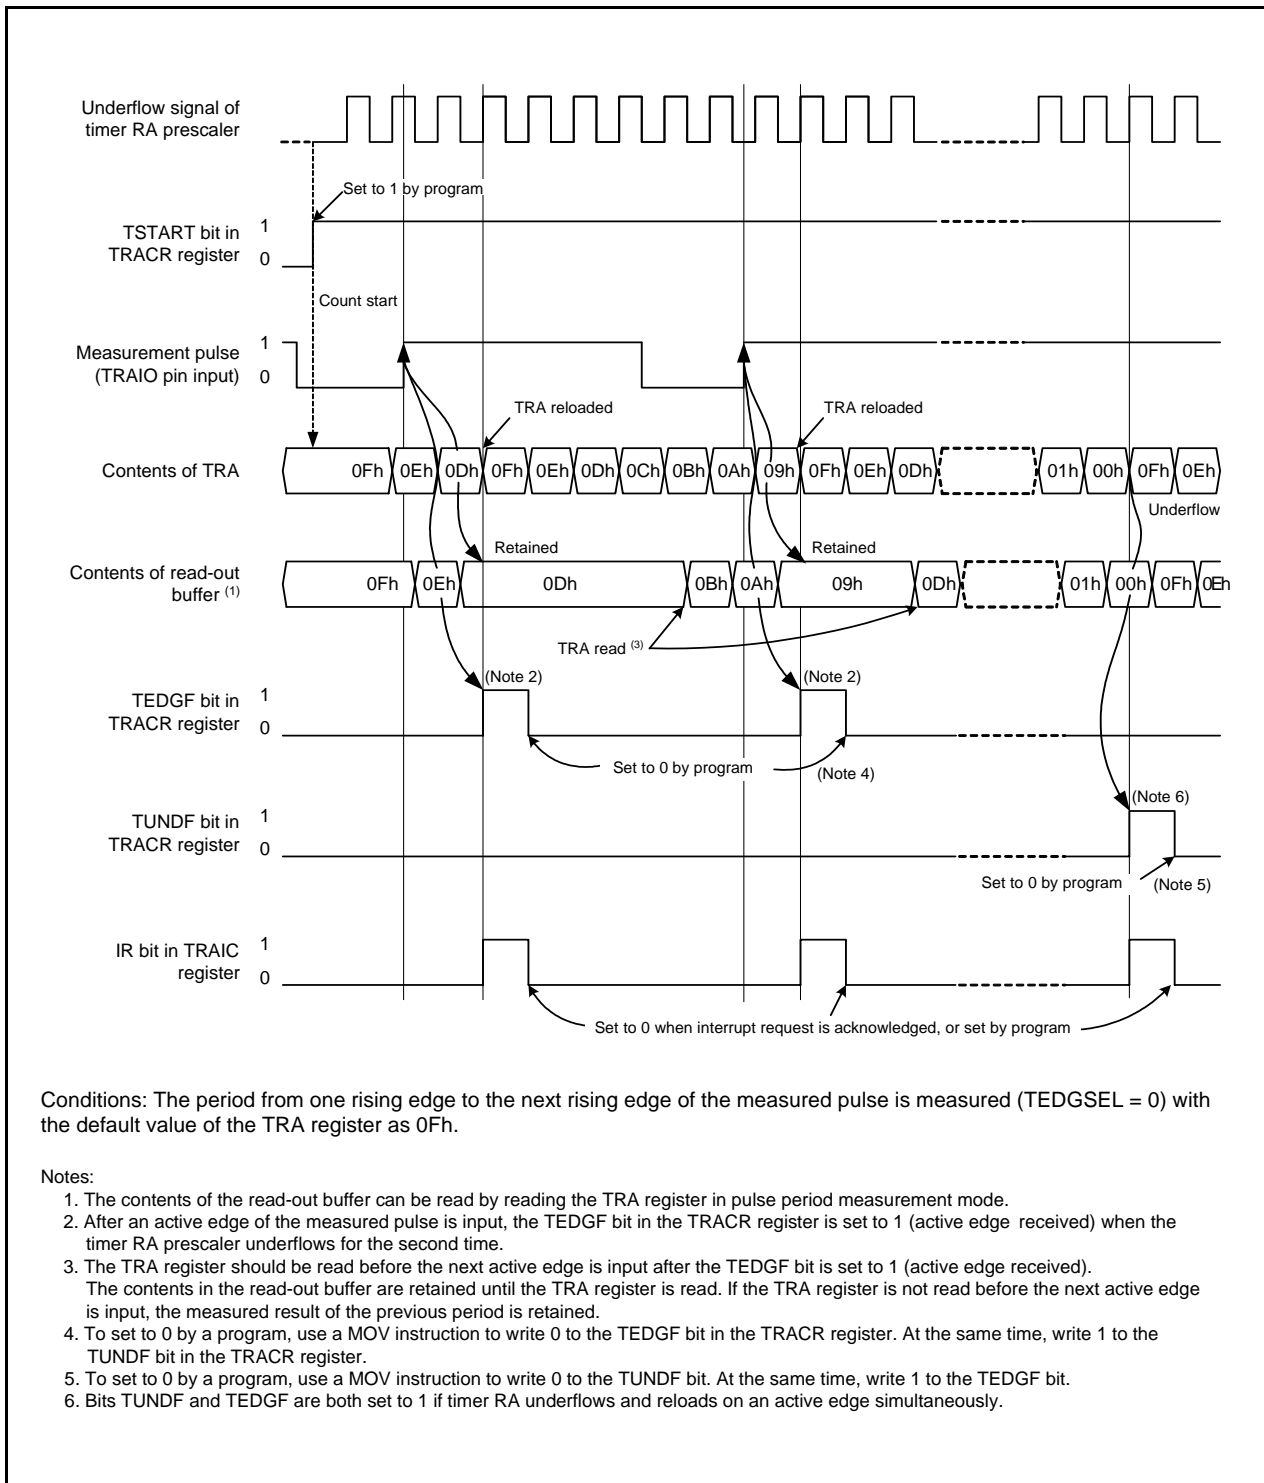 Underflow signal of
timer RA prescaler
Set to 1 by program
TSTART bit in
TRACR register
1
0
Count start
Measurement pulse
(TRAIO pin input)
1
0
TRA reloaded
TRA reloaded
Contents of TRA
0Fh 0Eh 0Dh 0Fh 0Eh 0Dh 0Ch 0Bh 0Ah 09h 0Fh 0Eh 0Dh 01h 00h 0Fh 0Eh
Underflow
Retained
Retained
Contents of read-out
buffer (1)
0Fh 0Eh 0Dh 0Bh 0Ah 09h 0Dh 01h 00h 0Fh 0Eh
TRA read (3)
(Note 2)
(Note 2)
TEDGF bit in
TRACR register
1
0
Set to 0 by program
(Note 4)
TUNDF bit in
TRACR register
1
0
(Note 6)
Set to 0 by program
(Note 5)
IR bit in TRAIC
register
1
0
Set to 0 when interrupt request is acknowledged, or set by program
Conditions: The period from one rising edge to the next rising edge of the measured pulse is measured (TEDGSEL = 0) with
the default value of the TRA register as 0Fh.
Notes:
1. The contents of the read-out buffer can be read by reading the TRA register in pulse period measurement mode.
2. After an active edge of the measured pulse is input, the TEDGF bit in the TRACR register is set to 1 (active edge received) when the
timer RA prescaler underflows for the second time.
3. The TRA register should be read before the next active edge is input after the TEDGF bit is set to 1 (active edge received).
The contents in the read-out buffer are retained until the TRA register is read. If the TRA register is not read before the next active edge
is input, the measured result of the previous period is retained.
4. To set to 0 by a program, use a MOV instruction to write 0 to the TEDGF bit in the TRACR register. At the same time, write 1 to the
TUNDF bit in the TRACR register.
5. To set to 0 by a program, use a MOV instruction to write 0 to the TUNDF bit. At the same time, write 1 to the TEDGF bit.
6. Bits TUNDF and TEDGF are both set to 1 if timer RA underflows and reloads on an active edge simultaneously.